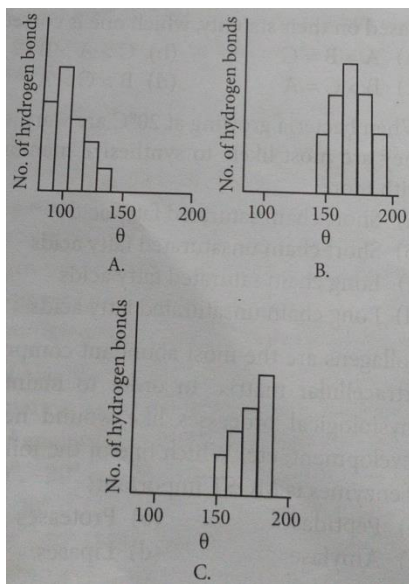 No. of hydrogen bonds
100 150 200
θ
A.
No. of hydrogen bonds
100 150 200
θ
B.
No. of hydrogen bonds
100 150 200
θ
C.